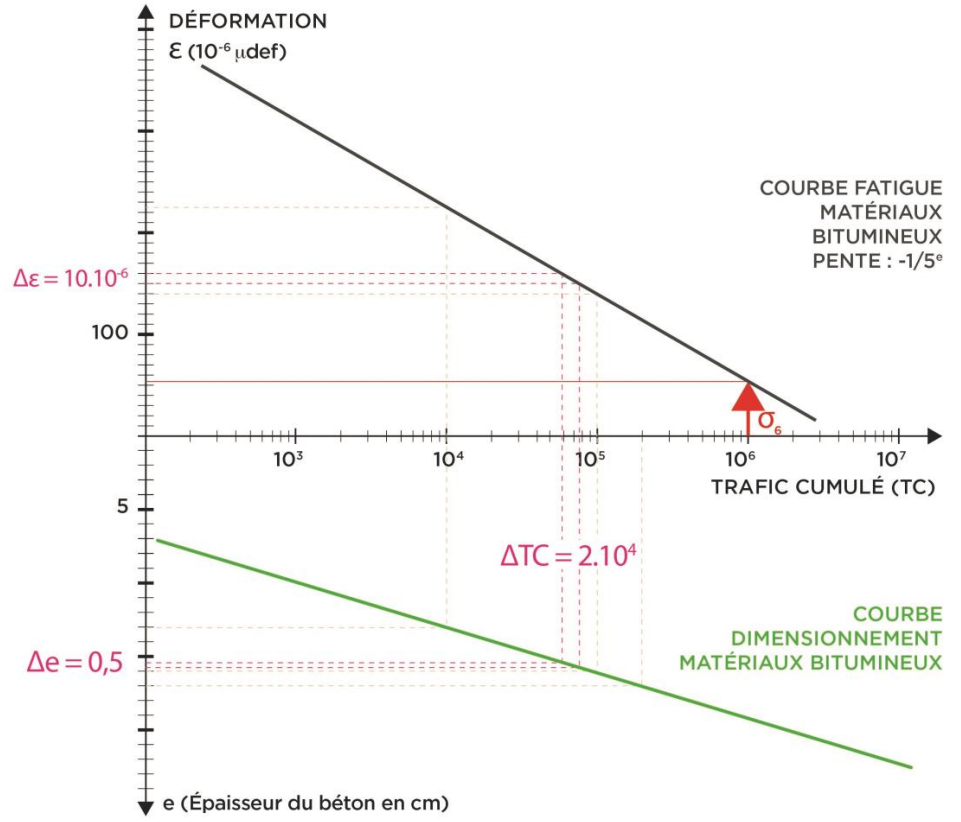 DÉFORMATION
Ɛ (10⁻⁶ µdef)
COURBE FATIGUE
MATÉRIAUX
BITUMINEUX
PENTE : -1/5ᵉ
Δε = 10.10⁻⁶
100
σ₆
10³
10⁴
10⁵
10⁶
10⁷
TRAFIC CUMULÉ (TC)
5
ΔTC = 2.10⁴
COURBE
DIMENSIONNEMENT
MATÉRIAUX BITUMINEUX
Δe = 0,5
e (Épaisseur du béton en cm)